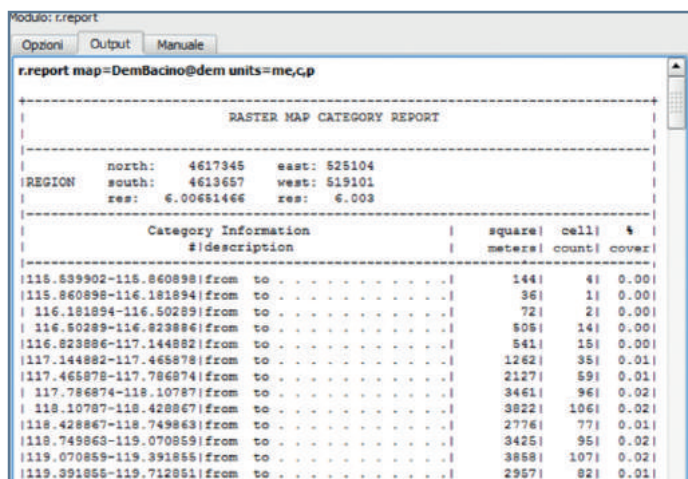 Modulo: r.report
Opzioni Output Manuale
r.report map=DemBacino@dem units=me,c,p
+-----------------------------------------------------------------------------+
| RASTER MAP CATEGORY REPORT |
|-----------------------------------------------------------------------------|
| north: 4617345 east: 525104 |
|REGION south: 4613657 west: 519101 |
| res: 6.00651466 res: 6.003 |
|-----------------------------------------------------------------------------|
| Category Information | square| cell| % |
| #|description | meters| count| cover|
|-----------------------------------------------------------------------------|
|115.539902-115.860898|from to . . . . . . . . . . .| 144| 4| 0.00|
|115.860898-116.181894|from to . . . . . . . . . . .| 36| 1| 0.00|
| 116.181894-116.50289|from to . . . . . . . . . . .| 72| 2| 0.00|
| 116.50289-116.823886|from to . . . . . . . . . . .| 505| 14| 0.00|
|116.823886-117.144882|from to . . . . . . . . . . .| 541| 15| 0.00|
|117.144882-117.465878|from to . . . . . . . . . . .| 1262| 35| 0.01|
|117.465878-117.786874|from to . . . . . . . . . . .| 2127| 59| 0.01|
| 117.786874-118.10787|from to . . . . . . . . . . .| 3461| 96| 0.02|
| 118.10787-118.428867|from to . . . . . . . . . . .| 3822| 106| 0.02|
|118.428867-118.749863|from to . . . . . . . . . . .| 2776| 77| 0.01|
|118.749863-119.070859|from to . . . . . . . . . . .| 3425| 95| 0.02|
|119.070859-119.391855|from to . . . . . . . . . . .| 3858| 107| 0.02|
|119.391855-119.712851|from to . . . . . . . . . . .| 2957| 82| 0.01|